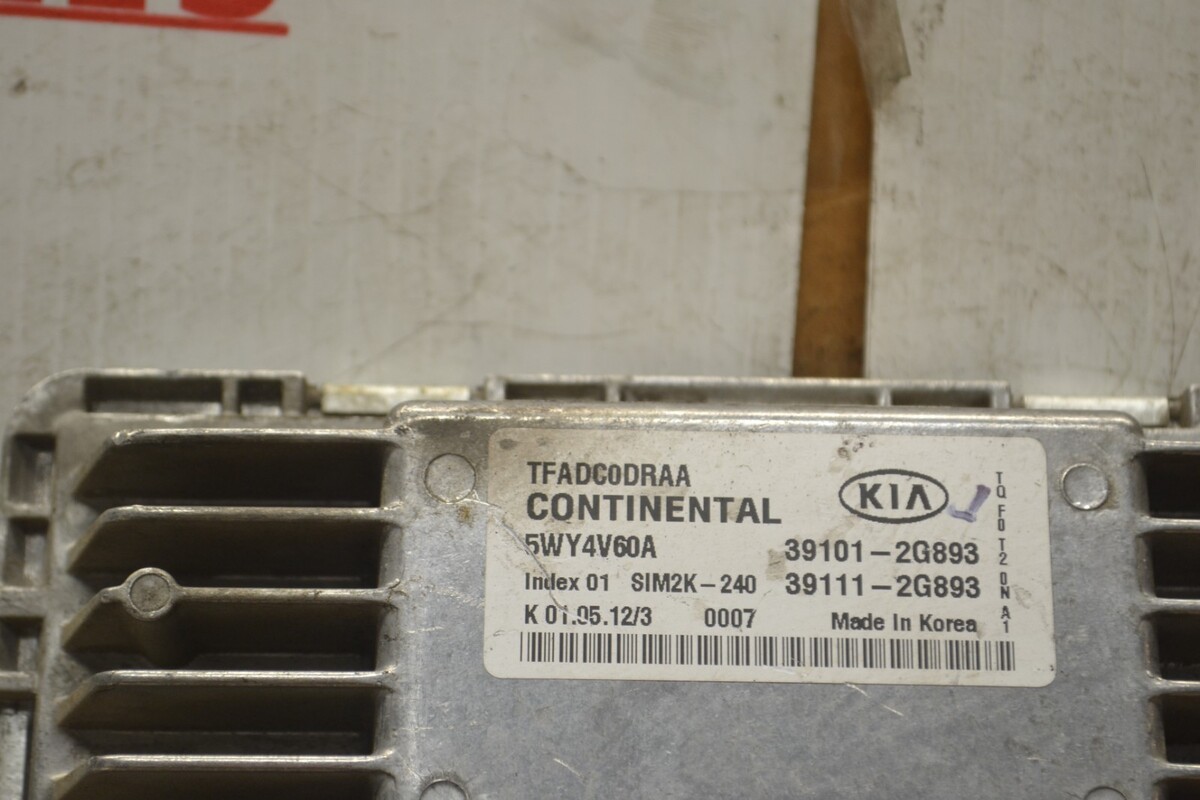 TFADC0DRAA
CONTINENTAL
KIA
5WY4V60A 39101-2G893
Index 01 SIM2K-240 39111-2G893
K 01.05.12/3 0007 Made In Korea
TQ F0 T2 0N A1